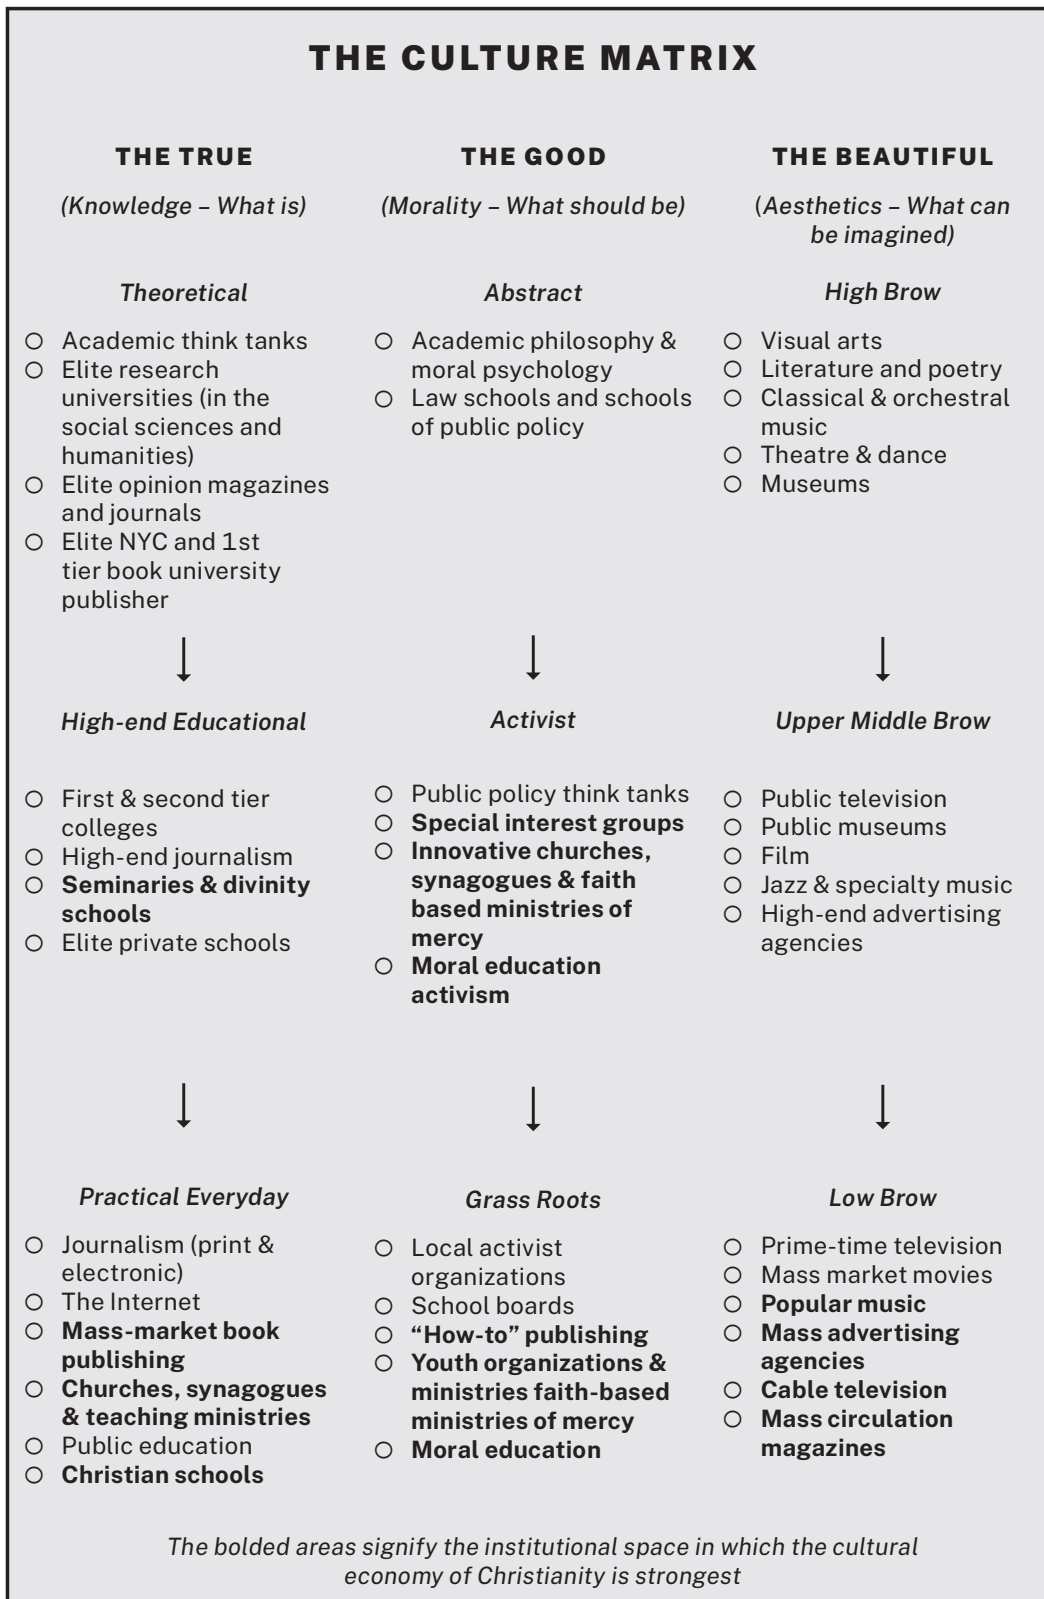 THE CULTURE MATRIX
THE TRUE
(Knowledge – What is)
Theoretical
○ Academic think tanks
○ Elite research
universities (in the
social sciences and
humanities)
○ Elite opinion magazines
and journals
○ Elite NYC and 1st
tier book university
publisher
↓
High-end Educational
○ First & second tier
colleges
○ High-end journalism
○ Seminaries & divinity
schools
○ Elite private schools
↓
Practical Everyday
○ Journalism (print &
electronic)
○ The Internet
○ Mass-market book
publishing
○ Churches, synagogues
& teaching ministries
○ Public education
○ Christian schools
THE GOOD
(Morality – What should be)
Abstract
○ Academic philosophy &
moral psychology
○ Law schools and schools
of public policy
↓
Activist
○ Public policy think tanks
○ Special interest groups
○ Innovative churches,
synagogues & faith
based ministries of
mercy
○ Moral education
activism
↓
Grass Roots
○ Local activist
organizations
○ School boards
○ “How-to” publishing
○ Youth organizations &
ministries faith-based
ministries of mercy
○ Moral education
THE BEAUTIFUL
(Aesthetics – What can
be imagined)
High Brow
○ Visual arts
○ Literature and poetry
○ Classical & orchestral
music
○ Theatre & dance
○ Museums
↓
Upper Middle Brow
○ Public television
○ Public museums
○ Film
○ Jazz & specialty music
○ High-end advertising
agencies
↓
Low Brow
○ Prime-time television
○ Mass market movies
○ Popular music
○ Mass advertising
agencies
○ Cable television
○ Mass circulation
magazines
The bolded areas signify the institutional space in which the cultural
economy of Christianity is strongest